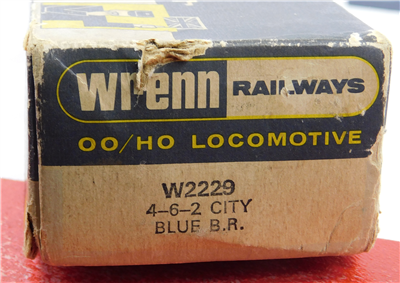 wrenn RAILWAYS
OO/HO LOCOMOTIVE
W2229
4-6-2 CITY
BLUE B.R.